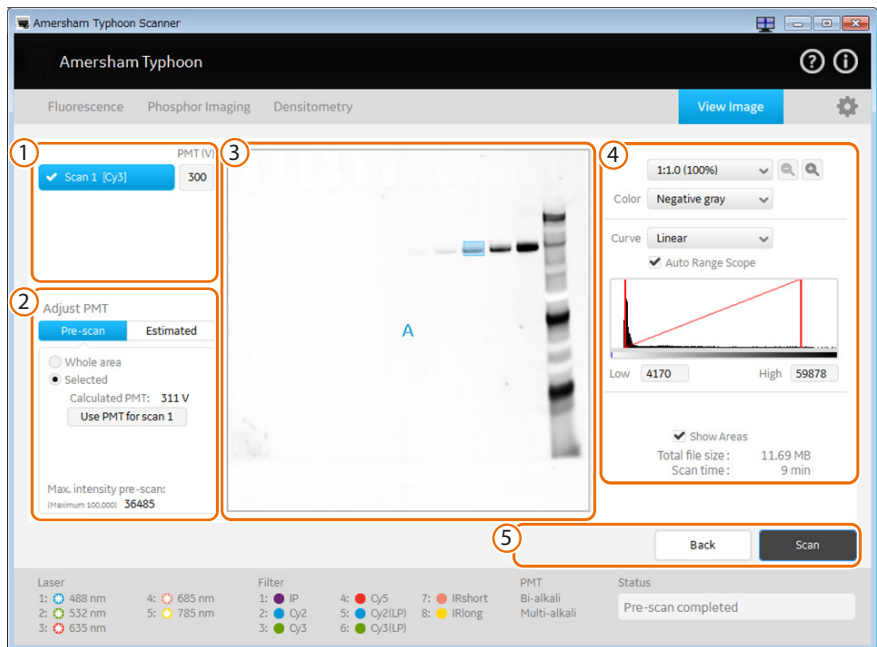 Amersham Typhoon Scanner
Amersham Typhoon
Fluorescence Phosphor Imaging Densitometry View Image
1
PMT (V)
Scan 1 [Cy3] 300
2
Adjust PMT
Pre-scan Estimated
Whole area
Selected
Calculated PMT: 311 V
Use PMT for scan 1
Max. intensity pre-scan:
(Maximum 100,000) 36485
3
A
4
1:1.0 (100%)
Color Negative gray
Curve Linear
Auto Range Scope
Low 4170 High 59878
Show Areas
Total file size: 11.69 MB
Scan time: 9 min
5
Back Scan
Laser
1: 488 nm 4: 685 nm
2: 532 nm 5: 785 nm
3: 635 nm
Filter
1: IP 4: Cy5 7: IRshort
2: Cy2 5: Cy2(LP) 8: IRlong
3: Cy3 6: Cy3(LP)
PMT
Bi-alkali
Multi-alkali
Status
Pre-scan completed